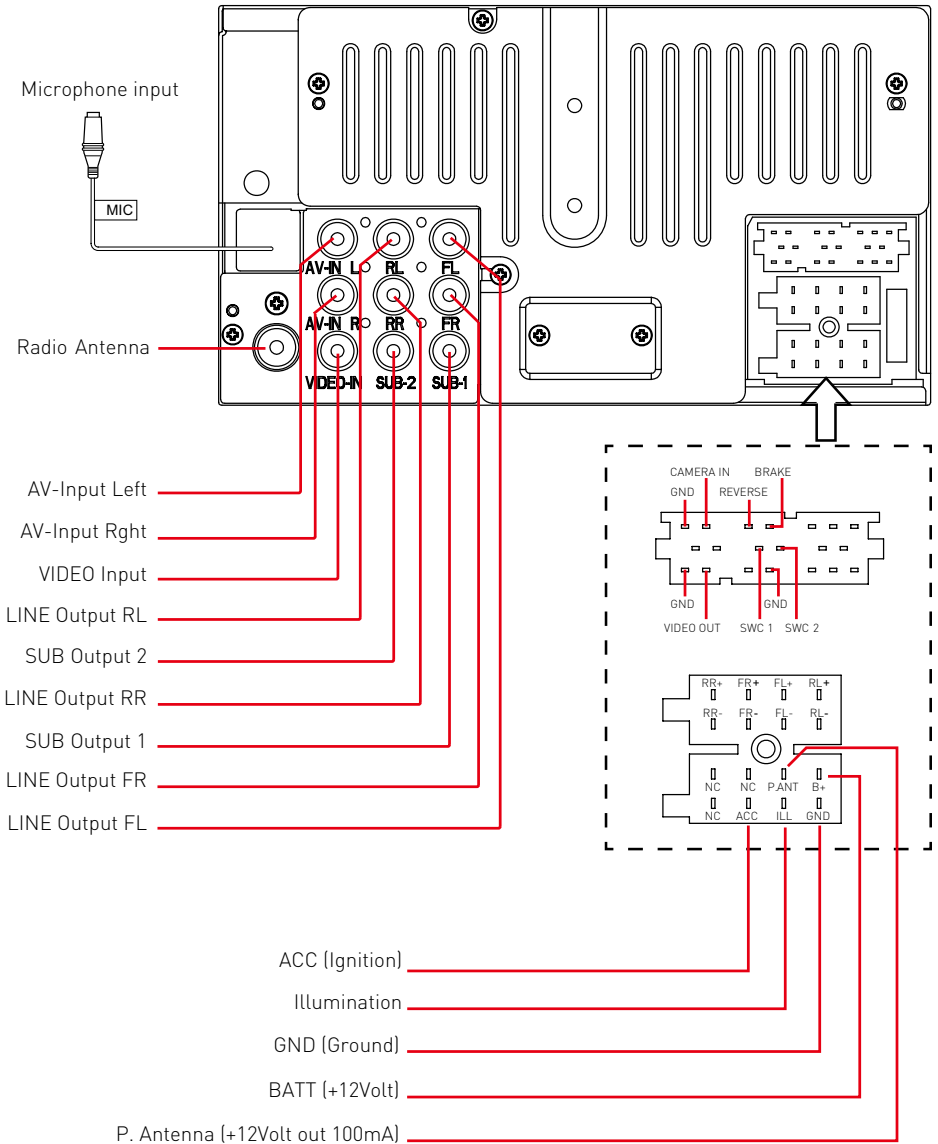 Microphone input
MIC
AV-IN L RL FL
AV-IN R RR FR
Radio Antenna
VIDEO-IN SUB-2 SUB-1
CAMERA IN BRAKE
GND REVERSE
AV-Input Left
AV-Input Rght
VIDEO Input
GND GND
LINE Output RL
VIDEO OUT SWC 1 SWC 2
SUB Output 2
RR+ FR+ FL+ RL+
LINE Output RR
RR- FR- FL- RL-
SUB Output 1
LINE Output FR
NC NC P.ANT B+
NC ACC ILL GND
LINE Output FL
ACC (Ignition)
Illumination
GND (Ground)
BATT (+12Volt)
P. Antenna (+12Volt out 100mA)